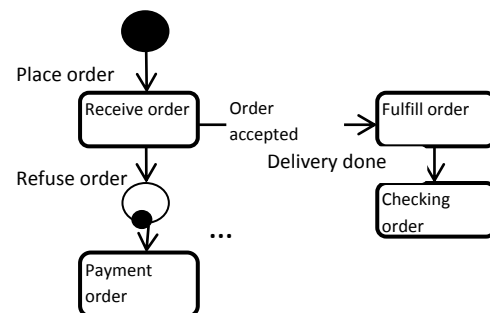 Place order
Receive order
Order
accepted
Fulfill order
Delivery done
Refuse order
Checking
order
...
Payment
order